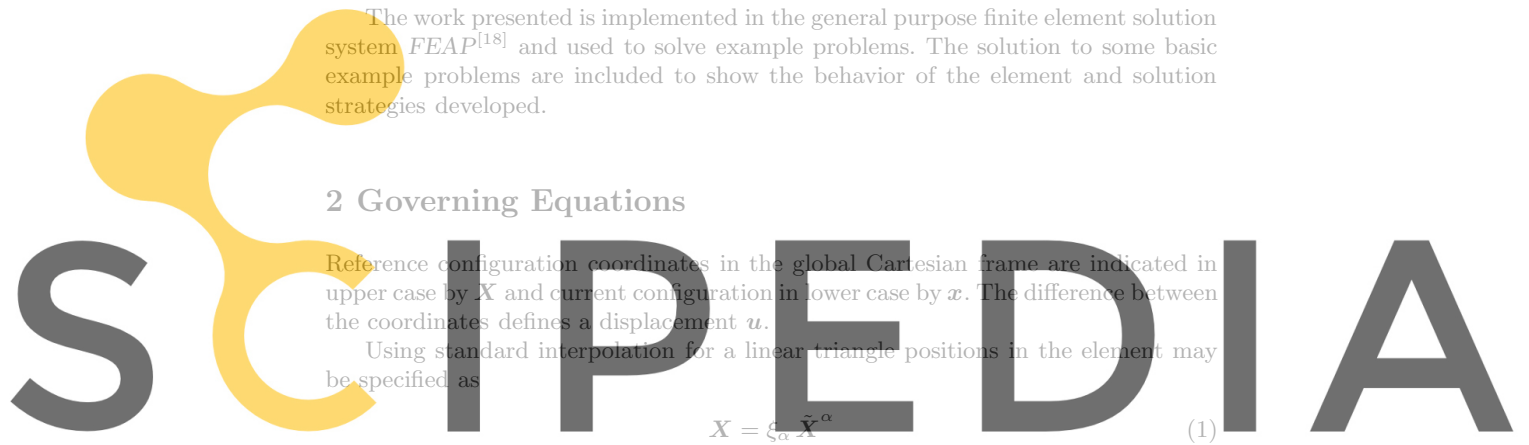 The work presented is implemented in the general purpose finite element solution
system FEAP[18] and used to solve example problems. The solution to some basic
example problems are included to show the behavior of the element and solution
strategies developed.
2 Governing Equations
Reference configuration coordinates in the global Cartesian frame are indicated in
upper case by X and current configuration in lower case by x. The difference between
the coordinates defines a displacement u.
Using standard interpolation for a linear triangle positions in the element may
be specified as
X = ξα X̃^α (1)
SCIPEDIA